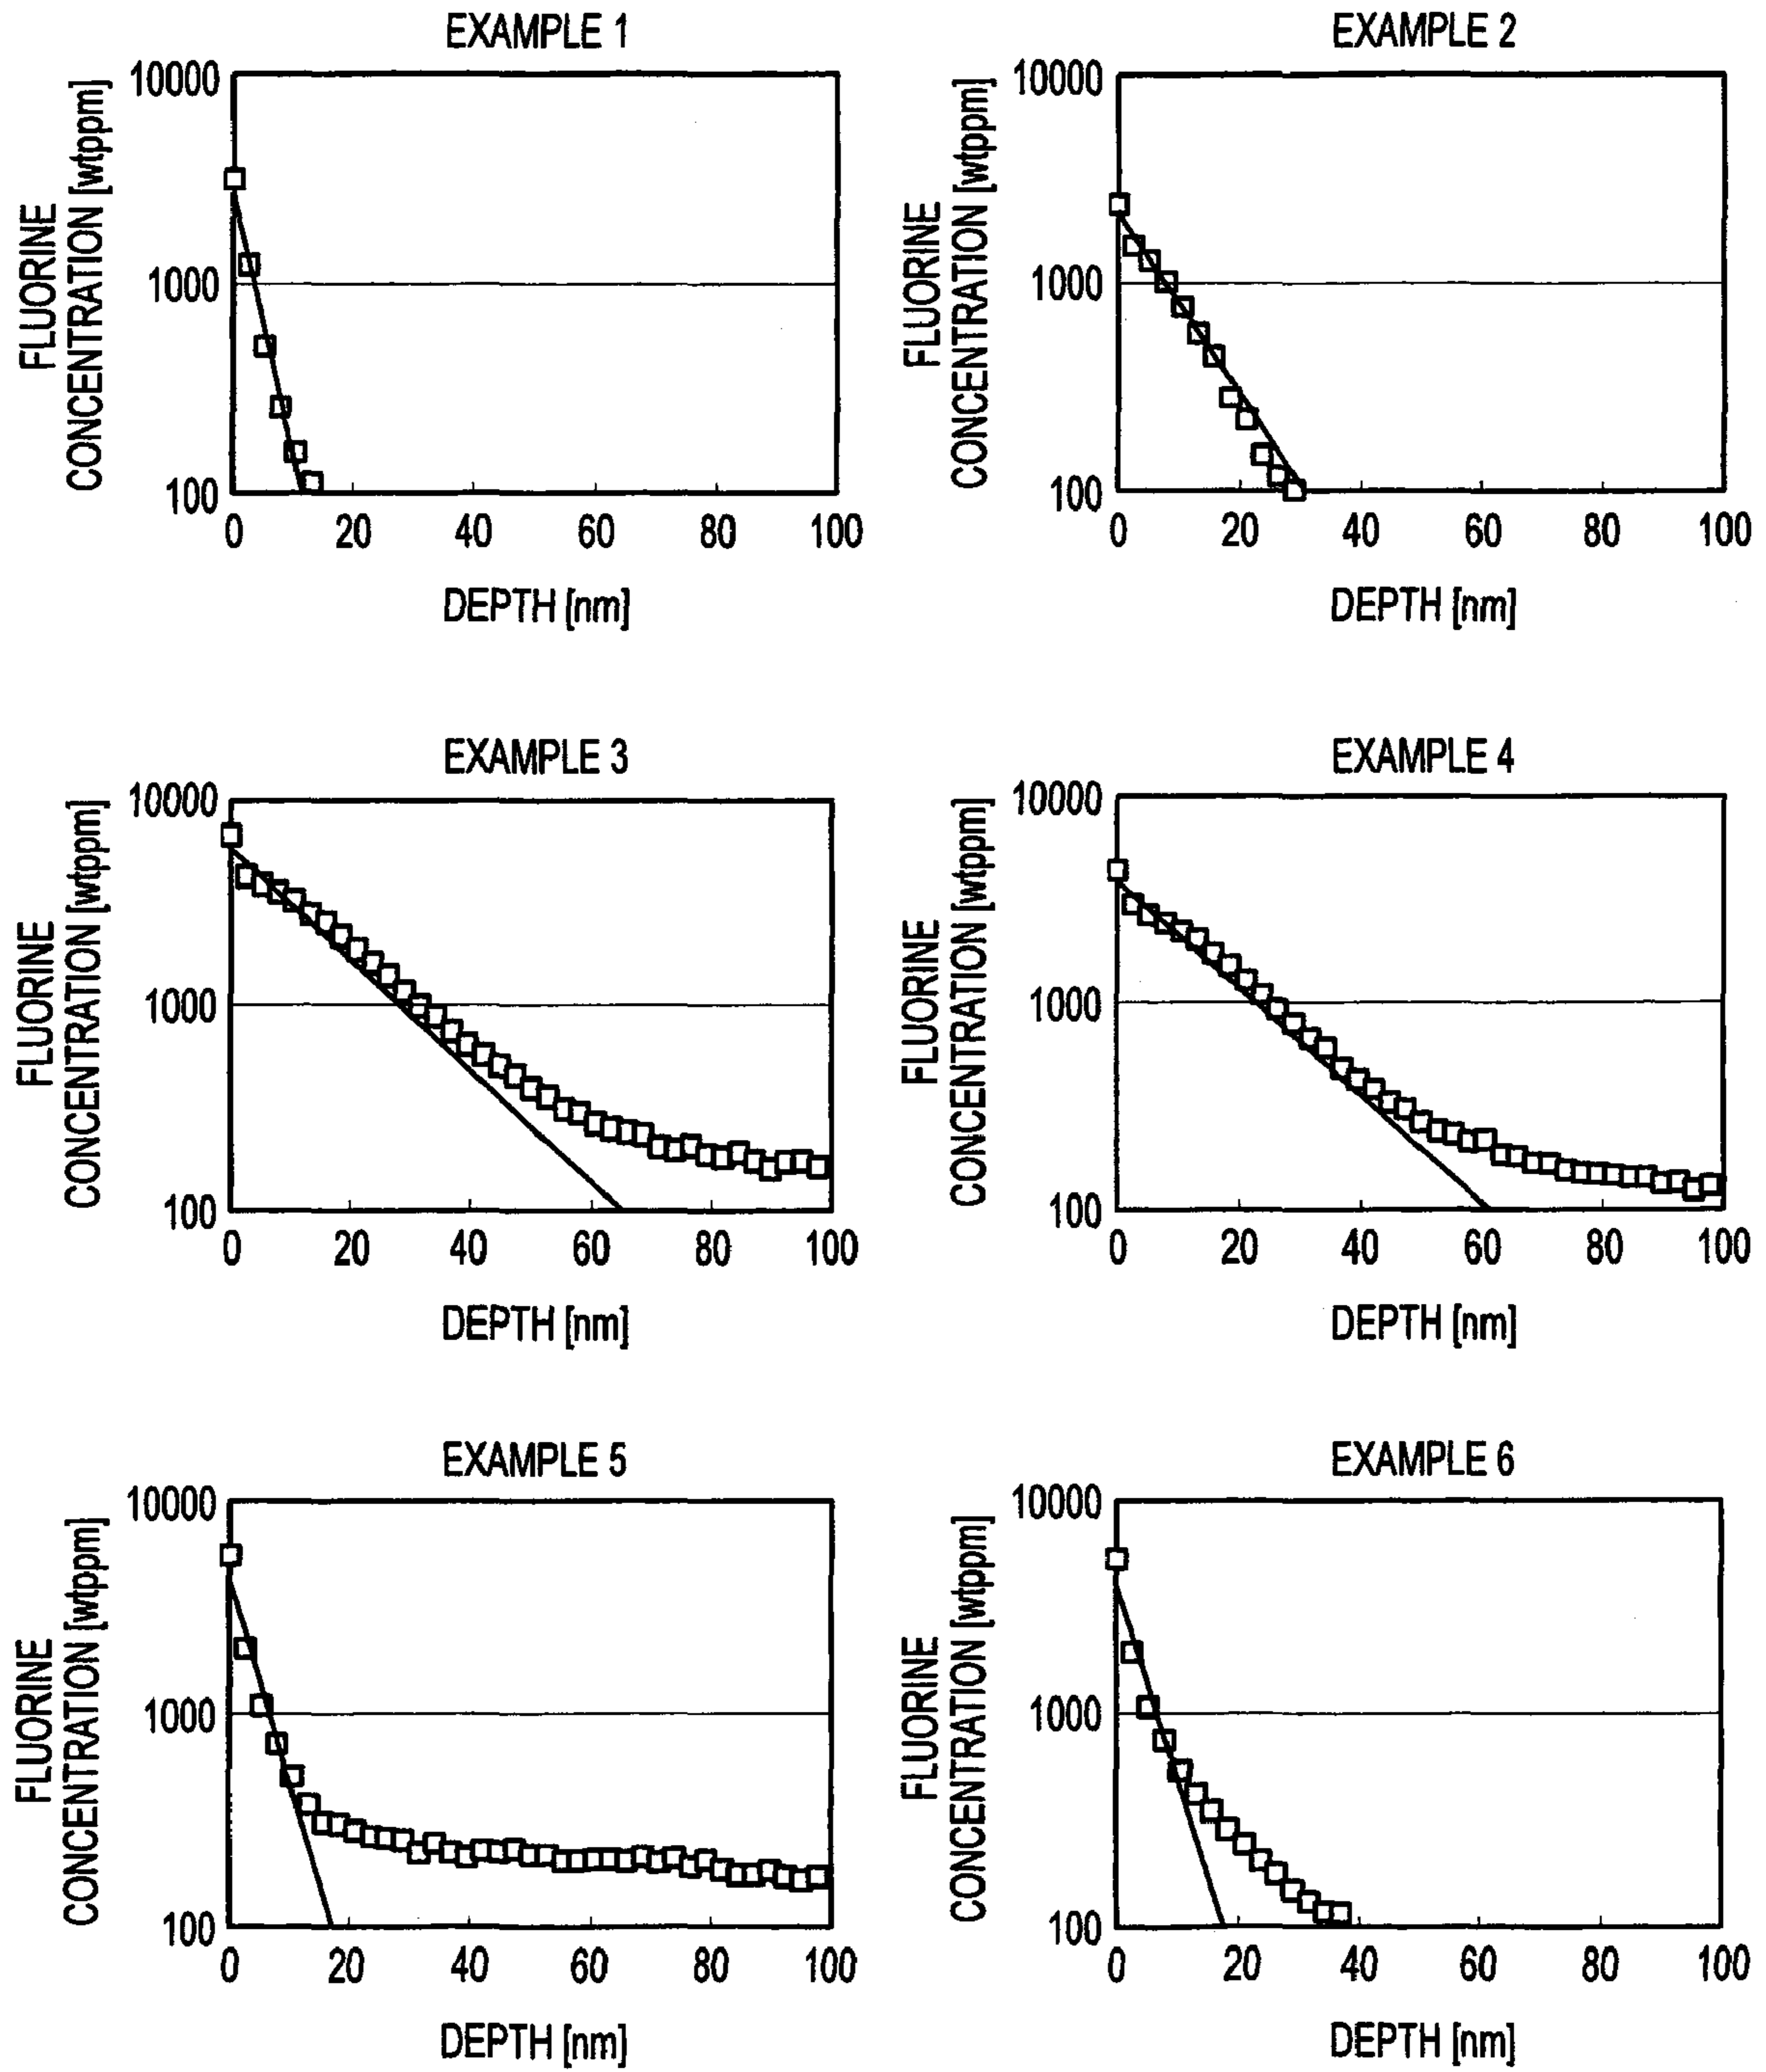 EXAMPLE 1
FLUORINE
CONCENTRATION [wtppm]
10000
1000
100
0 20 40 60 80 100
DEPTH [nm]
EXAMPLE 2
FLUORINE
CONCENTRATION [wtppm]
10000
1000
100
0 20 40 60 80 100
DEPTH [nm]
EXAMPLE 3
FLUORINE
CONCENTRATION [wtppm]
10000
1000
100
0 20 40 60 80 100
DEPTH [nm]
EXAMPLE 4
FLUORINE
CONCENTRATION [wtppm]
10000
1000
100
0 20 40 60 80 100
DEPTH [nm]
EXAMPLE 5
FLUORINE
CONCENTRATION [wtppm]
10000
1000
100
0 20 40 60 80 100
DEPTH [nm]
EXAMPLE 6
FLUORINE
CONCENTRATION [wtppm]
10000
1000
100
0 20 40 60 80 100
DEPTH [nm]